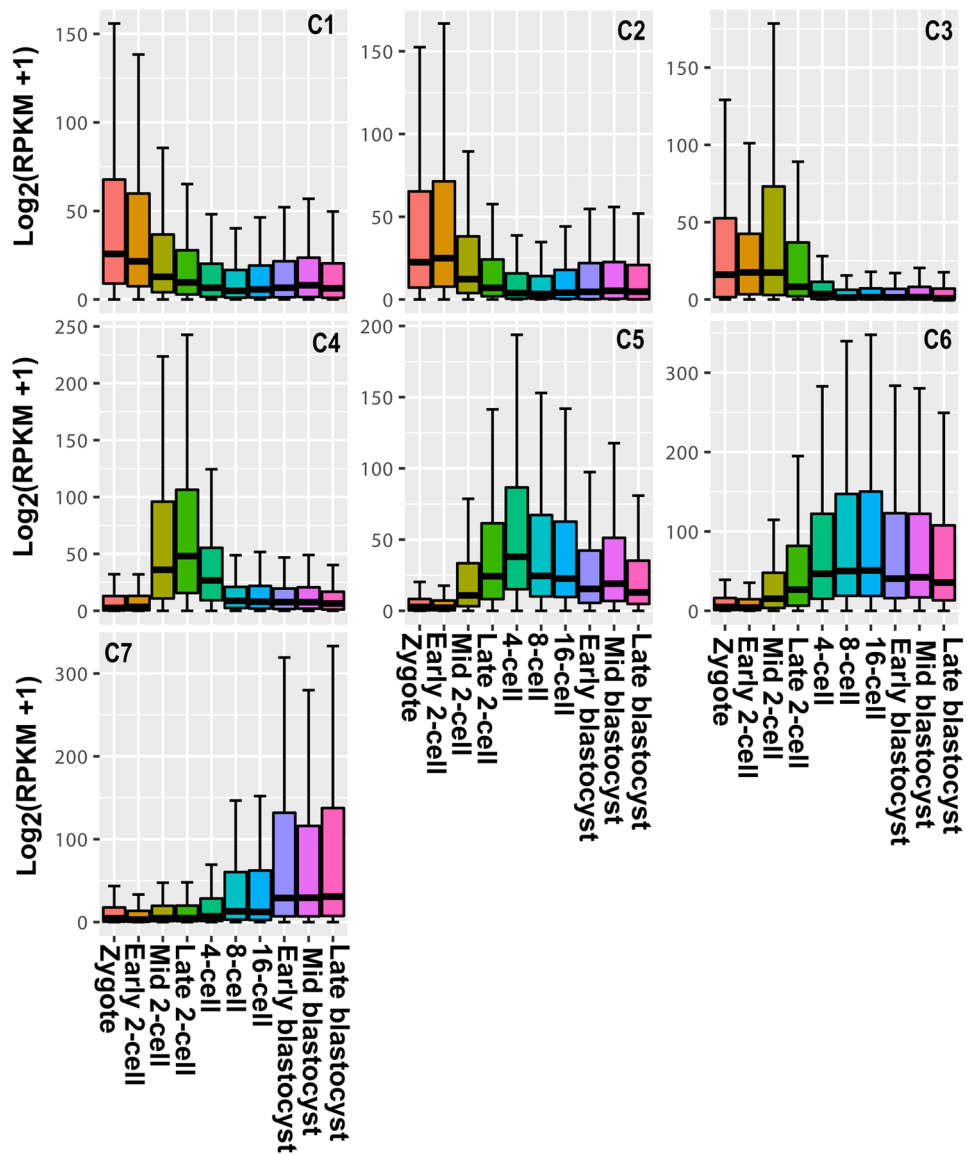 Log2(RPKM +1)
C1
150
100
50
0
C2
150
100
50
0
C3
150
100
50
0
Log2(RPKM +1)
C4
250
200
150
100
50
0
C5
200
150
100
50
0
C6
300
200
100
0
Zygote
Early 2-cell
Mid 2-cell
Late 2-cell
4-cell
8-cell
16-cell
Early blastocyst
Mid blastocyst
Late blastocyst
Zygote
Early 2-cell
Mid 2-cell
Late 2-cell
4-cell
8-cell
16-cell
Early blastocyst
Mid blastocyst
Late blastocyst
Log2(RPKM +1)
C7
300
200
100
0
Zygote
Early 2-cell
Mid 2-cell
Late 2-cell
4-cell
8-cell
16-cell
Early blastocyst
Mid blastocyst
Late blastocyst